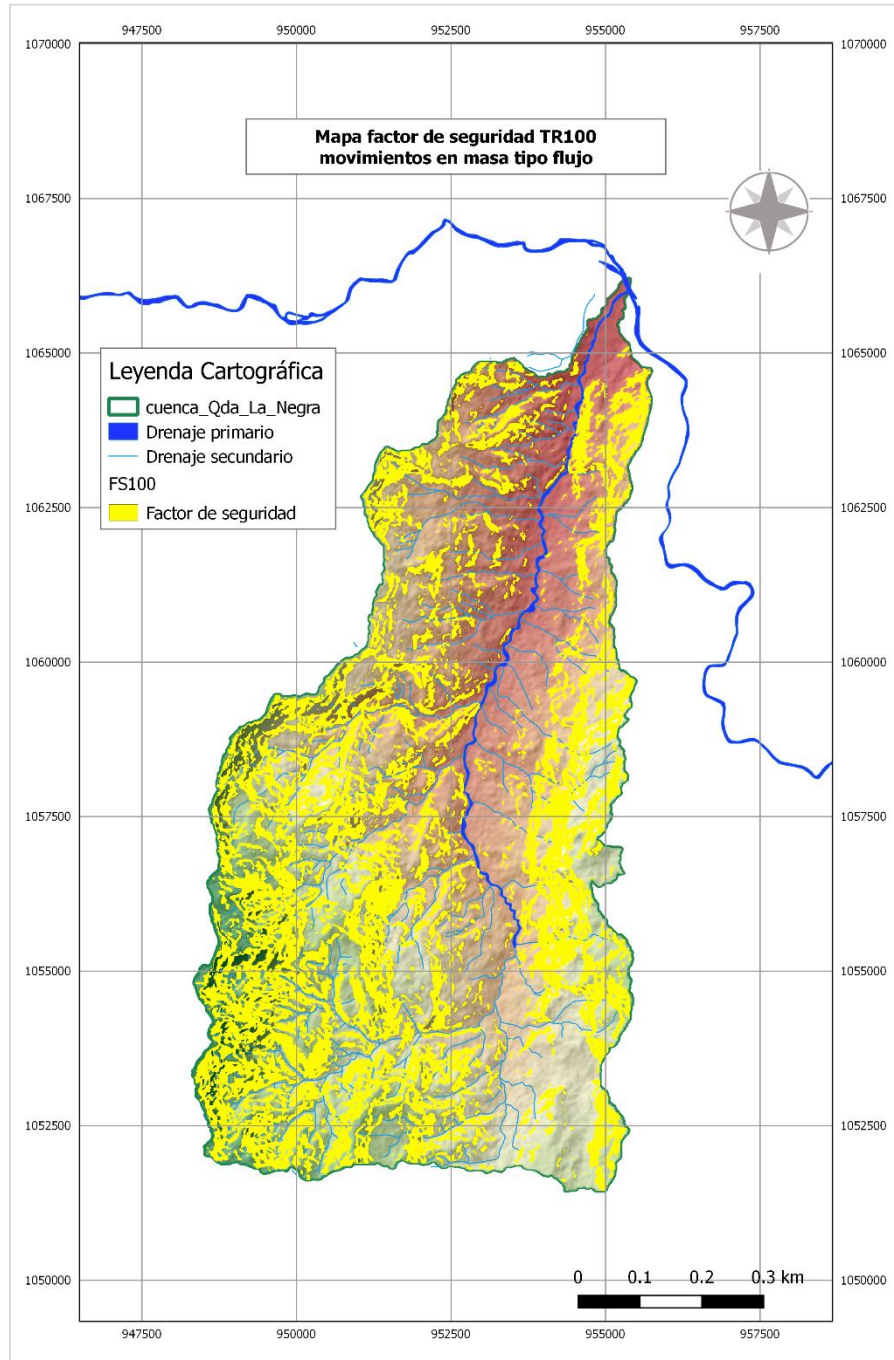 947500 950000 952500 955000 957500
1070000 1070000
Mapa factor de seguridad TR100
movimientos en masa tipo flujo
1067500 1067500
1065000 1065000
Leyenda Cartográfica
cuenca_Qda_La_Negra
Drenaje primario
Drenaje secundario
FS100
Factor de seguridad
1062500 1062500
1060000 1060000
1057500 1057500
1055000 1055000
1052500 1052500
1050000 1050000
0 0.1 0.2 0.3 km
947500 950000 952500 955000 957500